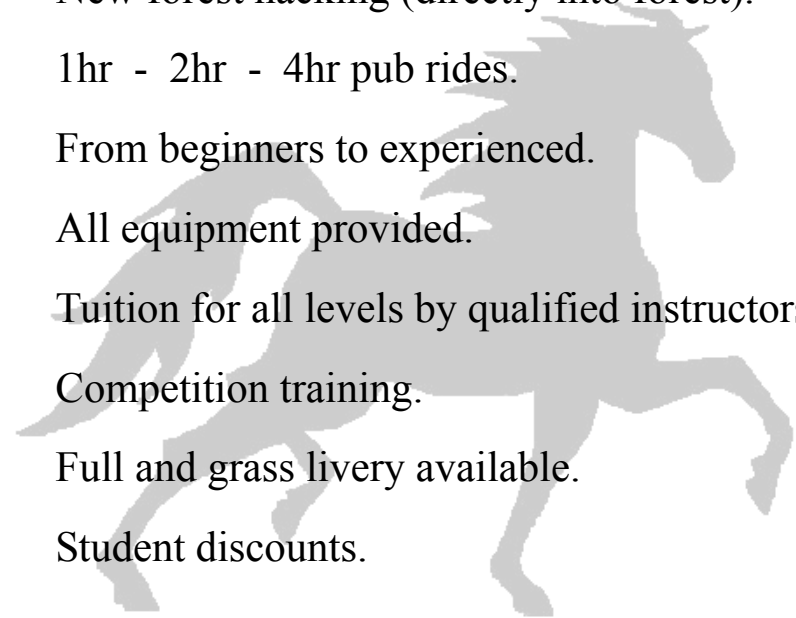 New forest hacking (directly into forest).
1hr - 2hr - 4hr pub rides.
From beginners to experienced.
All equipment provided.
Tuition for all levels by qualified instructors
Competition training.
Full and grass livery available.
Student discounts.